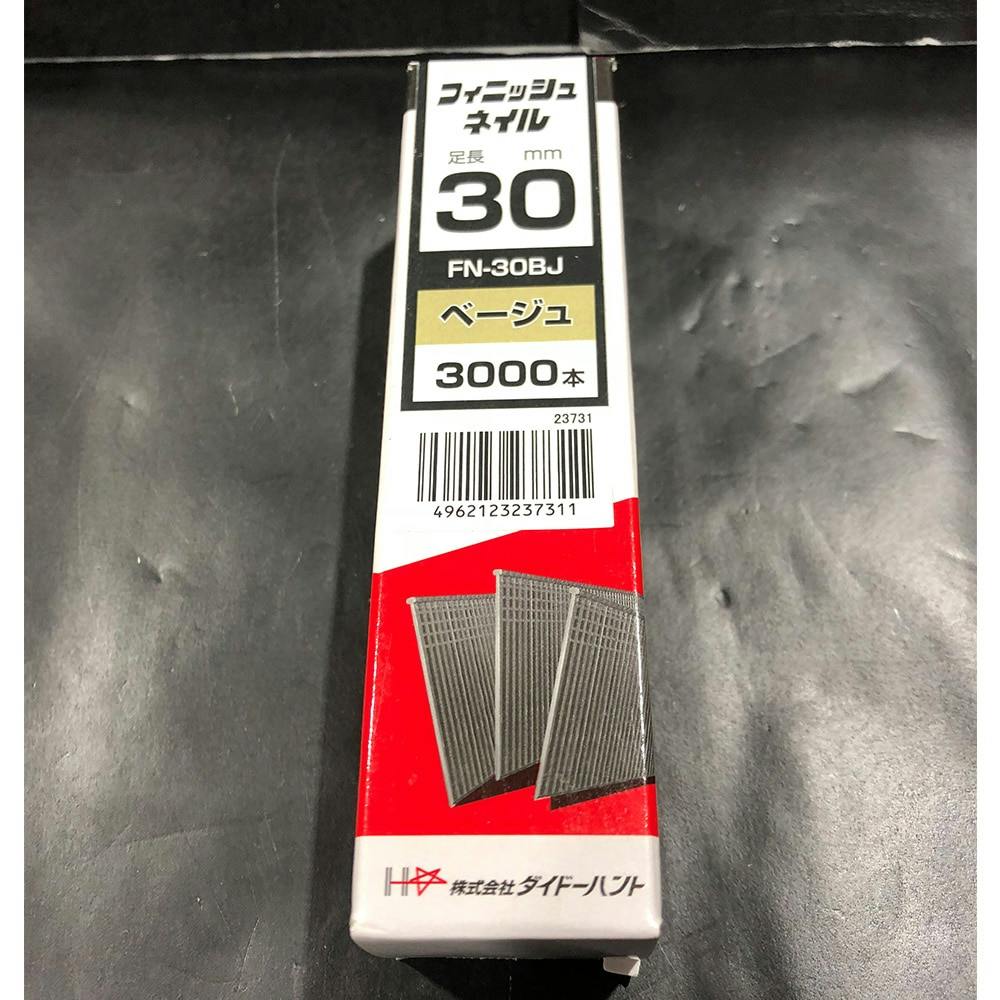 フィニッシュ
ネイル
足長 mm
30
FN-30BJ
ベージュ
3000本
23731
4962123237311
株式会社ダイドーハント